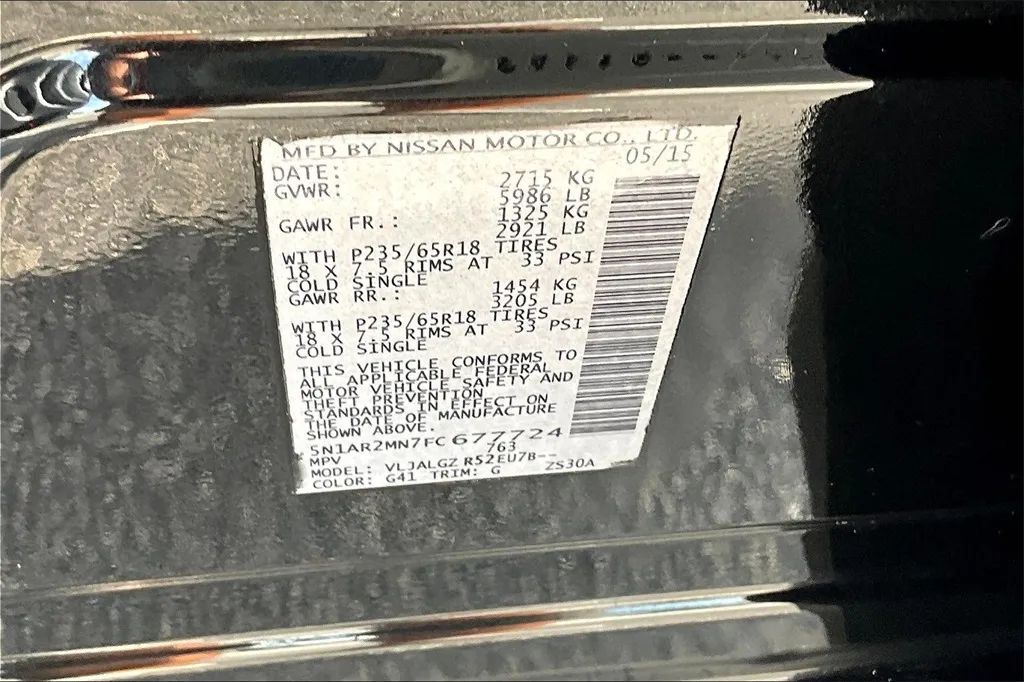 MFD BY NISSAN MOTOR CO., LTD.
DATE: 05/15
GVWR: 2715 KG
5986 LB
GAWR FR.: 1325 KG
2921 LB
WITH P235/65R18 TIRES
18 X 7.5 RIMS AT 33 PSI
COLD SINGLE
GAWR RR.: 1454 KG
3205 LB
WITH P235/65R18 TIRES
18 X 7.5 RIMS AT 33 PSI
COLD SINGLE
THIS VEHICLE CONFORMS TO
ALL APPLICABLE FEDERAL
MOTOR VEHICLE SAFETY AND
THEFT PREVENTION
STANDARDS IN EFFECT ON
THE DATE OF MANUFACTURE
SHOWN ABOVE.
5N1AR2MN7FC677724
MPV 763
MODEL: VLJALGZ R52EU7B--
COLOR: G41 TRIM: G ZS30A